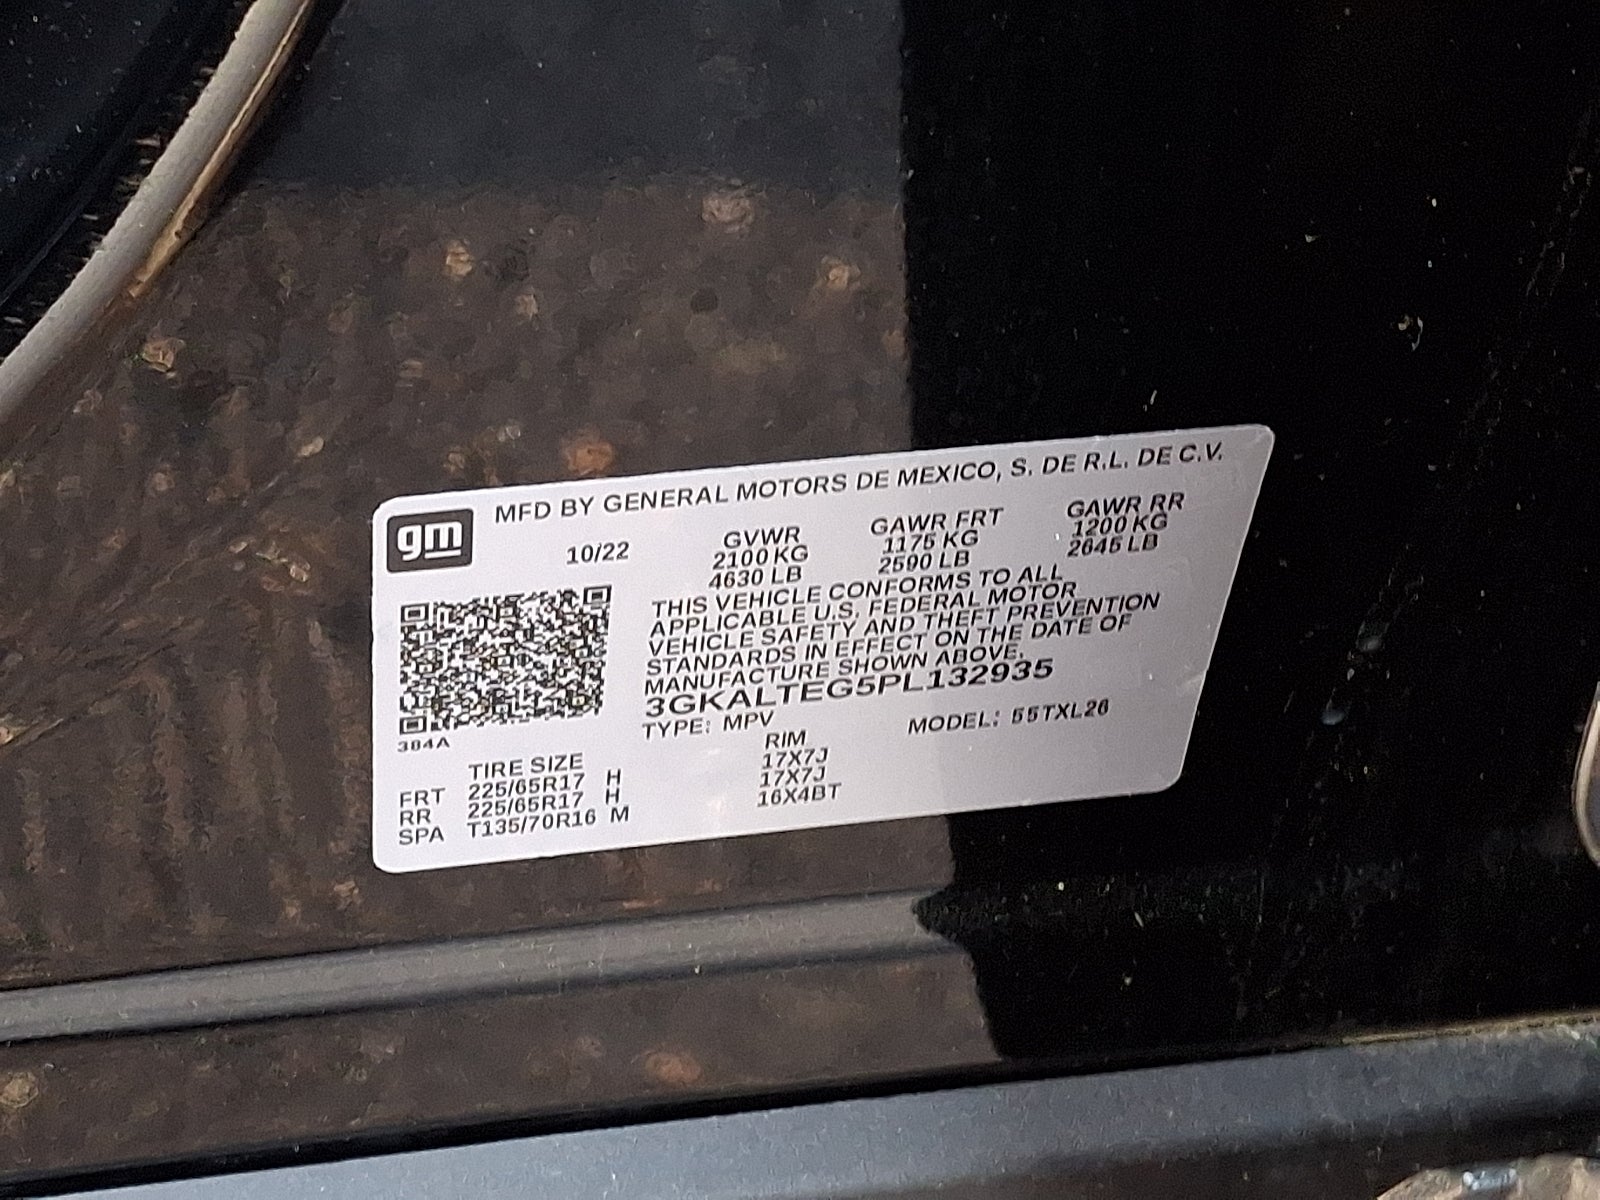 gm
MFD BY GENERAL MOTORS DE MEXICO, S. DE R.L. DE C.V.
10/22
GVWR GAWR FRT GAWR RR
2100 KG 1175 KG 1200 KG
4630 LB 2590 LB 2645 LB
THIS VEHICLE CONFORMS TO ALL
APPLICABLE U.S. FEDERAL MOTOR
VEHICLE SAFETY AND THEFT PREVENTION
STANDARDS IN EFFECT ON THE DATE OF
MANUFACTURE SHOWN ABOVE.
3GKALTEG5PL132935
TYPE: MPV MODEL: 55TXL26
384A
TIRE SIZE RIM
FRT 225/65R17 H 17X7J
RR 225/65R17 H 17X7J
SPA T135/70R16 M 16X4BT